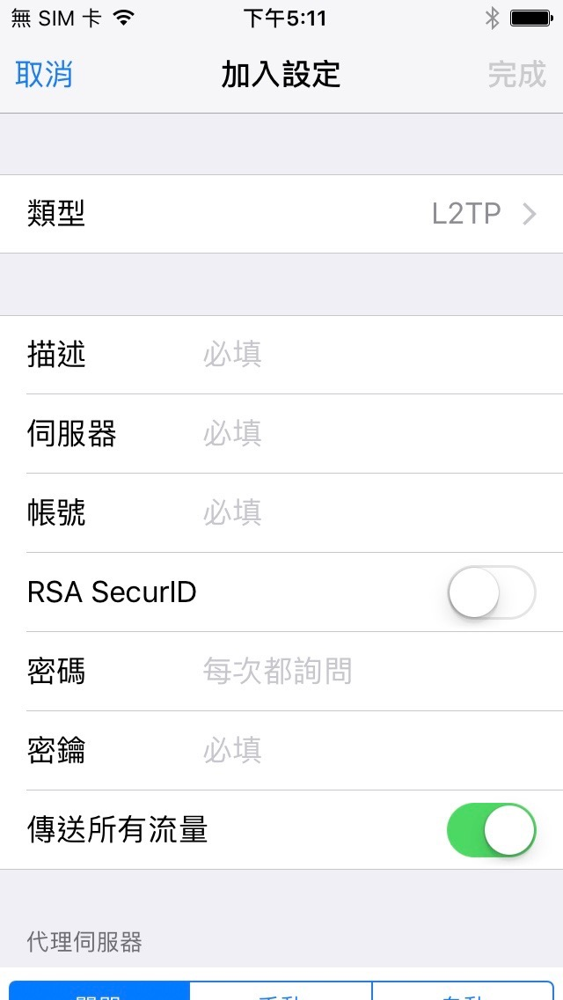 無 SIM 卡 下午5:11
取消 加入設定 完成
類型 L2TP
描述 必填
伺服器 必填
帳號 必填
RSA SecurID
密碼 每次都詢問
密鑰 必填
傳送所有流量
代理伺服器